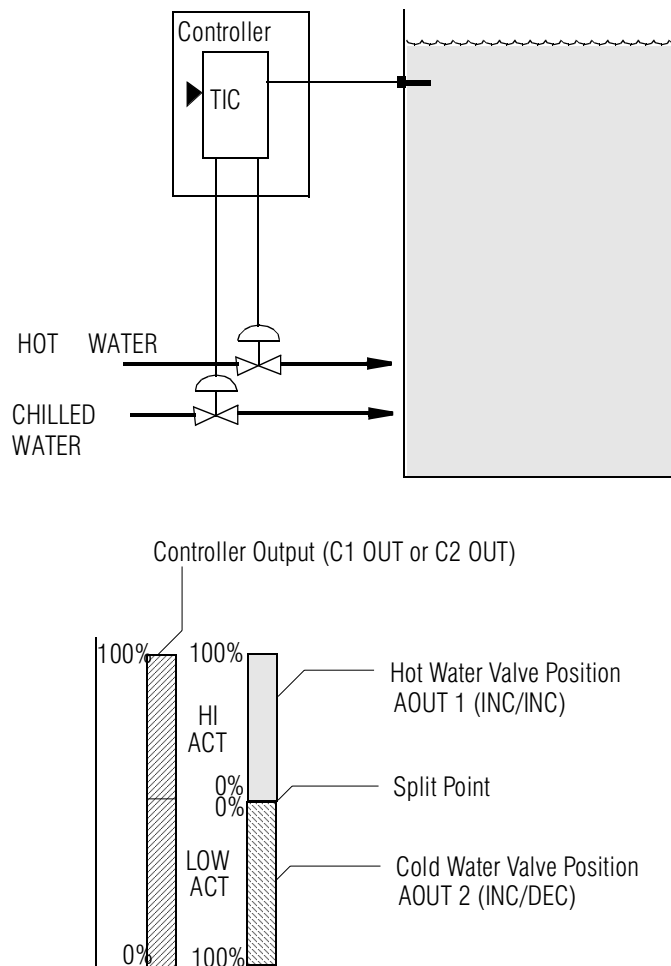 Controller
TIC
HOT WATER
CHILLED
WATER
Controller Output (C1 OUT or C2 OUT)
100% 100%
Hot Water Valve Position
AOUT 1 (INC/INC)
HI
ACT
0%
Split Point
0%
LOW
ACT
Cold Water Valve Position
AOUT 2 (INC/DEC)
0% 100%